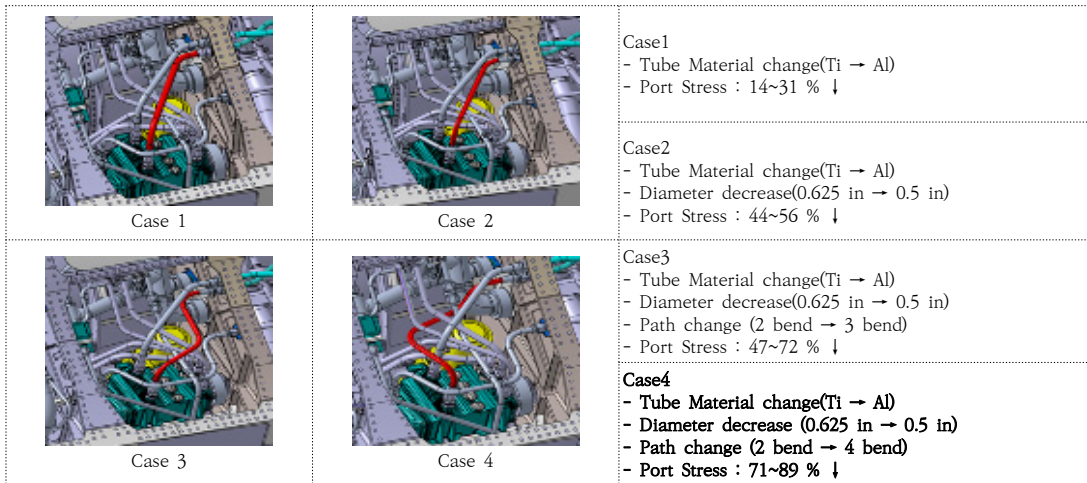 Case 1
Case 2
Case1
- Tube Material change(Ti → Al)
- Port Stress : 14~31 % ↓
Case2
- Tube Material change(Ti → Al)
- Diameter decrease(0.625 in → 0.5 in)
- Port Stress : 44~56 % ↓
Case 3
Case 4
Case3
- Tube Material change(Ti → Al)
- Diameter decrease(0.625 in → 0.5 in)
- Path change (2 bend → 3 bend)
- Port Stress : 47~72 % ↓
Case4
- Tube Material change(Ti → Al)
- Diameter decrease (0.625 in → 0.5 in)
- Path change (2 bend → 4 bend)
- Port Stress : 71~89 % ↓